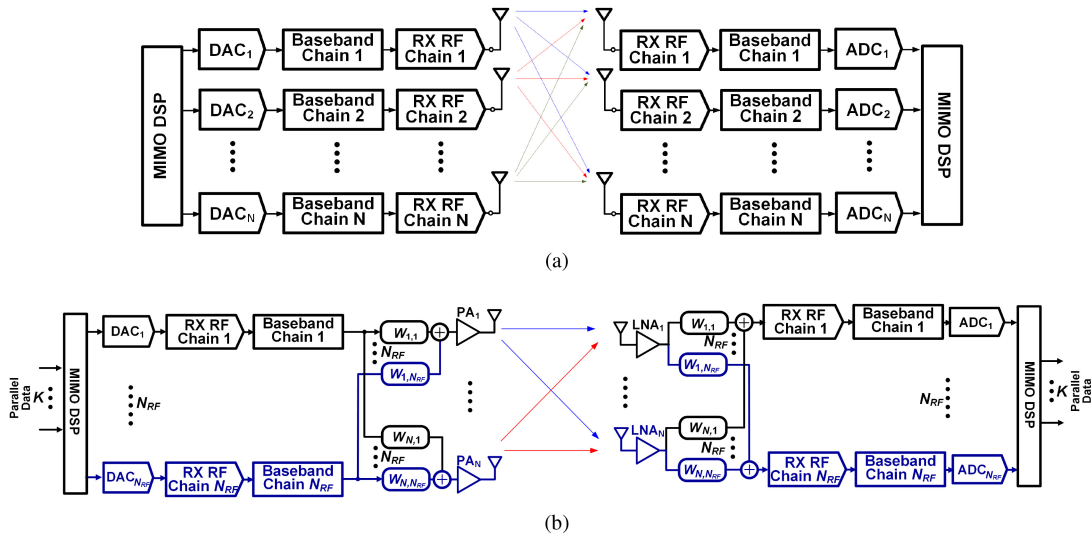 MIMO DSP
DAC1
Baseband
Chain 1
RX RF
Chain 1
DAC2
Baseband
Chain 2
RX RF
Chain 2
DACN
Baseband
Chain N
RX RF
Chain N
RX RF
Chain 1
Baseband
Chain 1
ADC1
RX RF
Chain 2
Baseband
Chain 2
ADC2
RX RF
Chain N
Baseband
Chain N
ADCN
MIMO DSP
(a)
Parallel
Data
K
MIMO DSP
DAC1
RX RF
Chain 1
Baseband
Chain 1
NRF
DACNRF
RX RF
Chain NRF
Baseband
Chain NRF
W1,1
NRF
W1,NRF
WN,1
NRF
WN,NRF
PA1
PAN
LNA1
LNAN
W1,1
NRF
W1,NRF
WN,1
NRF
WN,NRF
RX RF
Chain 1
Baseband
Chain 1
ADC1
NRF
RX RF
Chain NRF
Baseband
Chain NRF
ADCNRF
MIMO DSP
K
Parallel
Data
(b)